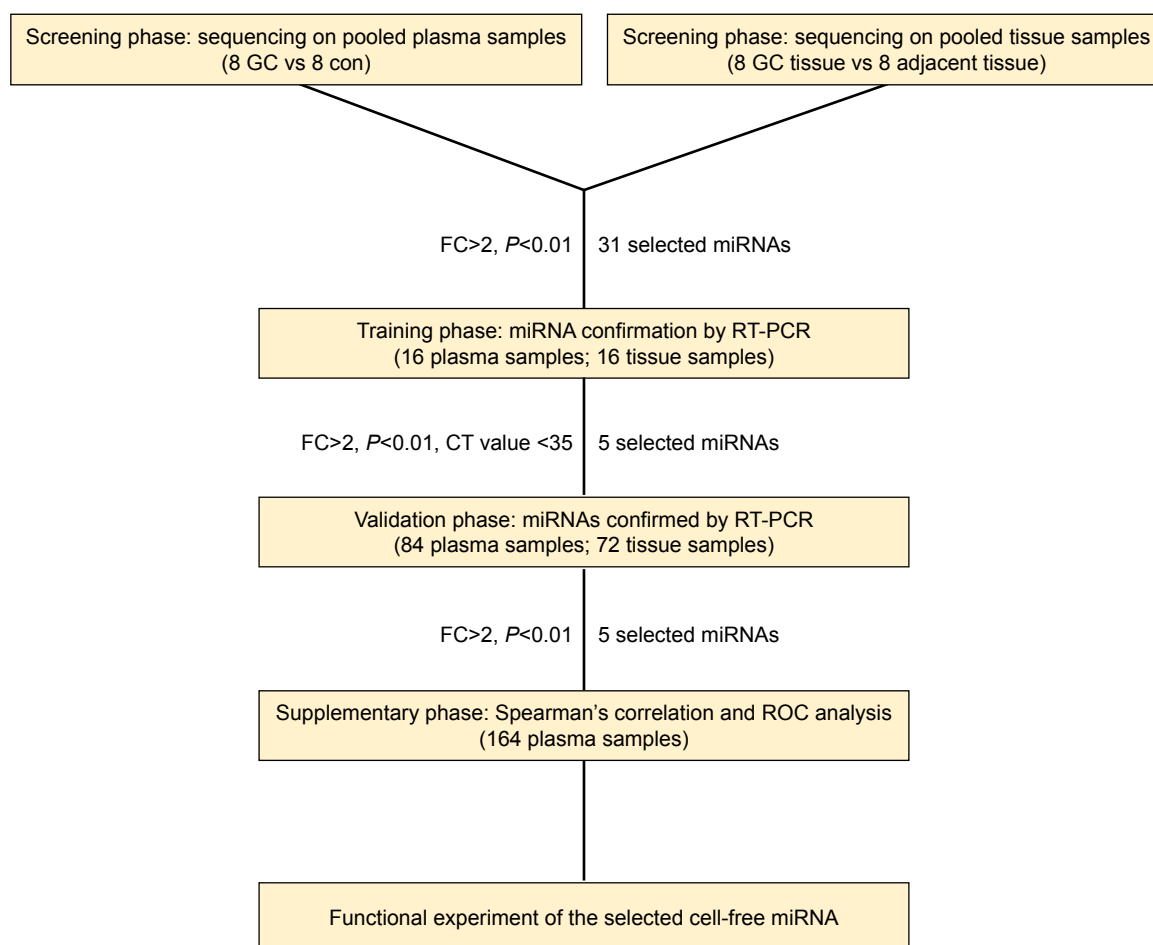 Screening phase: sequencing on pooled plasma samples
(8 GC vs 8 con)
Screening phase: sequencing on pooled tissue samples
(8 GC tissue vs 8 adjacent tissue)
FC>2, P<0.01
31 selected miRNAs
Training phase: miRNA confirmation by RT-PCR
(16 plasma samples; 16 tissue samples)
FC>2, P<0.01, CT value <35
5 selected miRNAs
Validation phase: miRNAs confirmed by RT-PCR
(84 plasma samples; 72 tissue samples)
FC>2, P<0.01
5 selected miRNAs
Supplementary phase: Spearman’s correlation and ROC analysis
(164 plasma samples)
Functional experiment of the selected cell-free miRNA